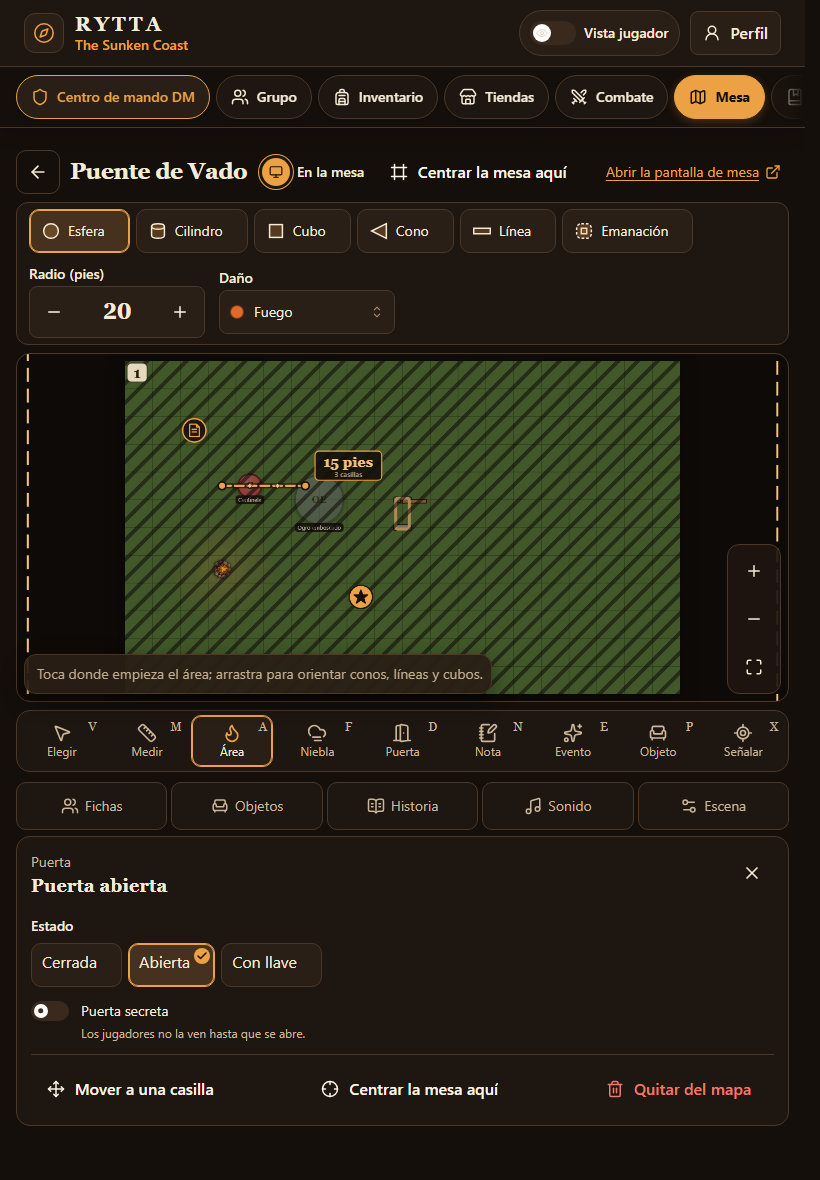 RYTTA
The Sunken Coast
Vista jugador
Perfil
Centro de mando DM
Grupo
Inventario
Tiendas
Combate
Mesa
Puente de Vado
En la mesa
Centrar la mesa aquí
Abrir la pantalla de mesa
Esfera
Cilindro
Cubo
Cono
Línea
Emanación
Radio (pies)
Daño
20
Fuego
1
15 pies
3 casillas
Centinela
Ogro emboscado
Toca donde empieza el área; arrastra para orientar conos, líneas y cubos.
V
M
A
F
D
N
E
P
X
Elegir
Medir
Área
Niebla
Puerta
Nota
Evento
Objeto
Señalar
Fichas
Objetos
Historia
Sonido
Escena
Puerta
Puerta abierta
Estado
Cerrada
Abierta
Con llave
Puerta secreta
Los jugadores no la ven hasta que se abre.
Mover a una casilla
Centrar la mesa aquí
Quitar del mapa